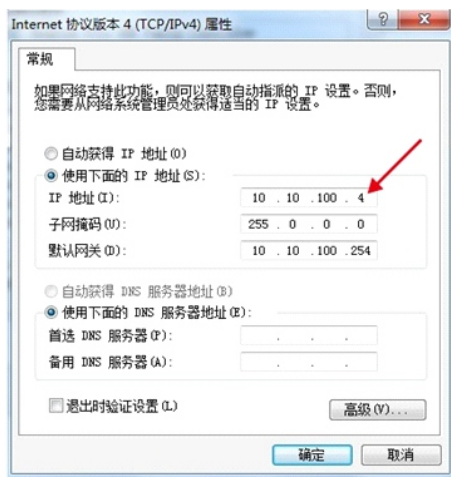 Internet 协议版本 4 (TCP/IPv4) 属性
常规
如果网络支持此功能，则可以获取自动指派的 IP 设置。否则，
您需要从网络系统管理员处获得适当的 IP 设置。
自动获得 IP 地址(O)
使用下面的 IP 地址(S):
IP 地址(I): 10 . 10 .100 . 4
子网掩码(U): 255 . 0 . 0 . 0
默认网关(D): 10 . 10 .100 .254
自动获得 DNS 服务器地址(B)
使用下面的 DNS 服务器地址(E):
首选 DNS 服务器(P): . . .
备用 DNS 服务器(A): . . .
退出时验证设置(L)
高级(V)...
确定 取消